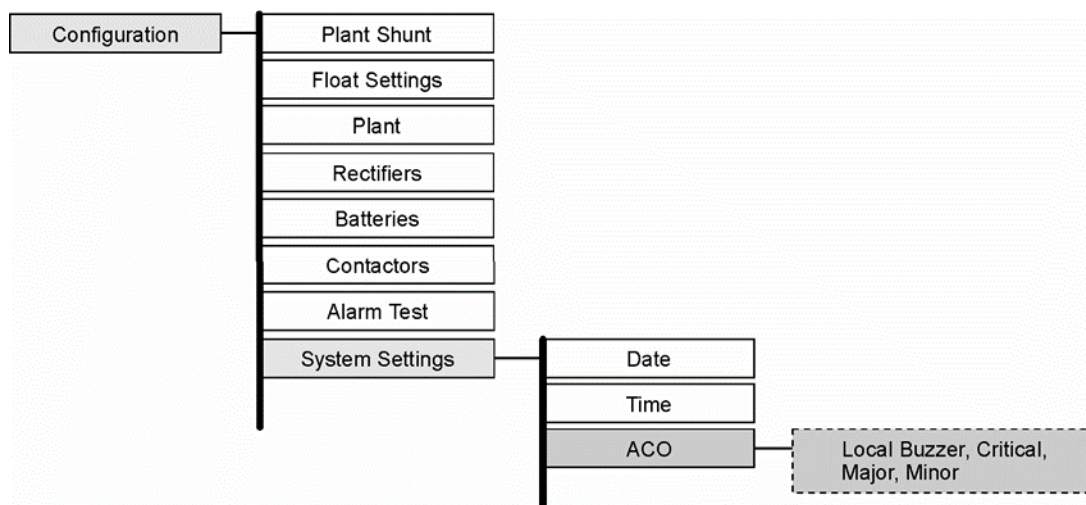 Configuration
Plant Shunt
Float Settings
Plant
Rectifiers
Batteries
Contactors
Alarm Test
System Settings
Date
Time
ACO
Local Buzzer, Critical,
Major, Minor